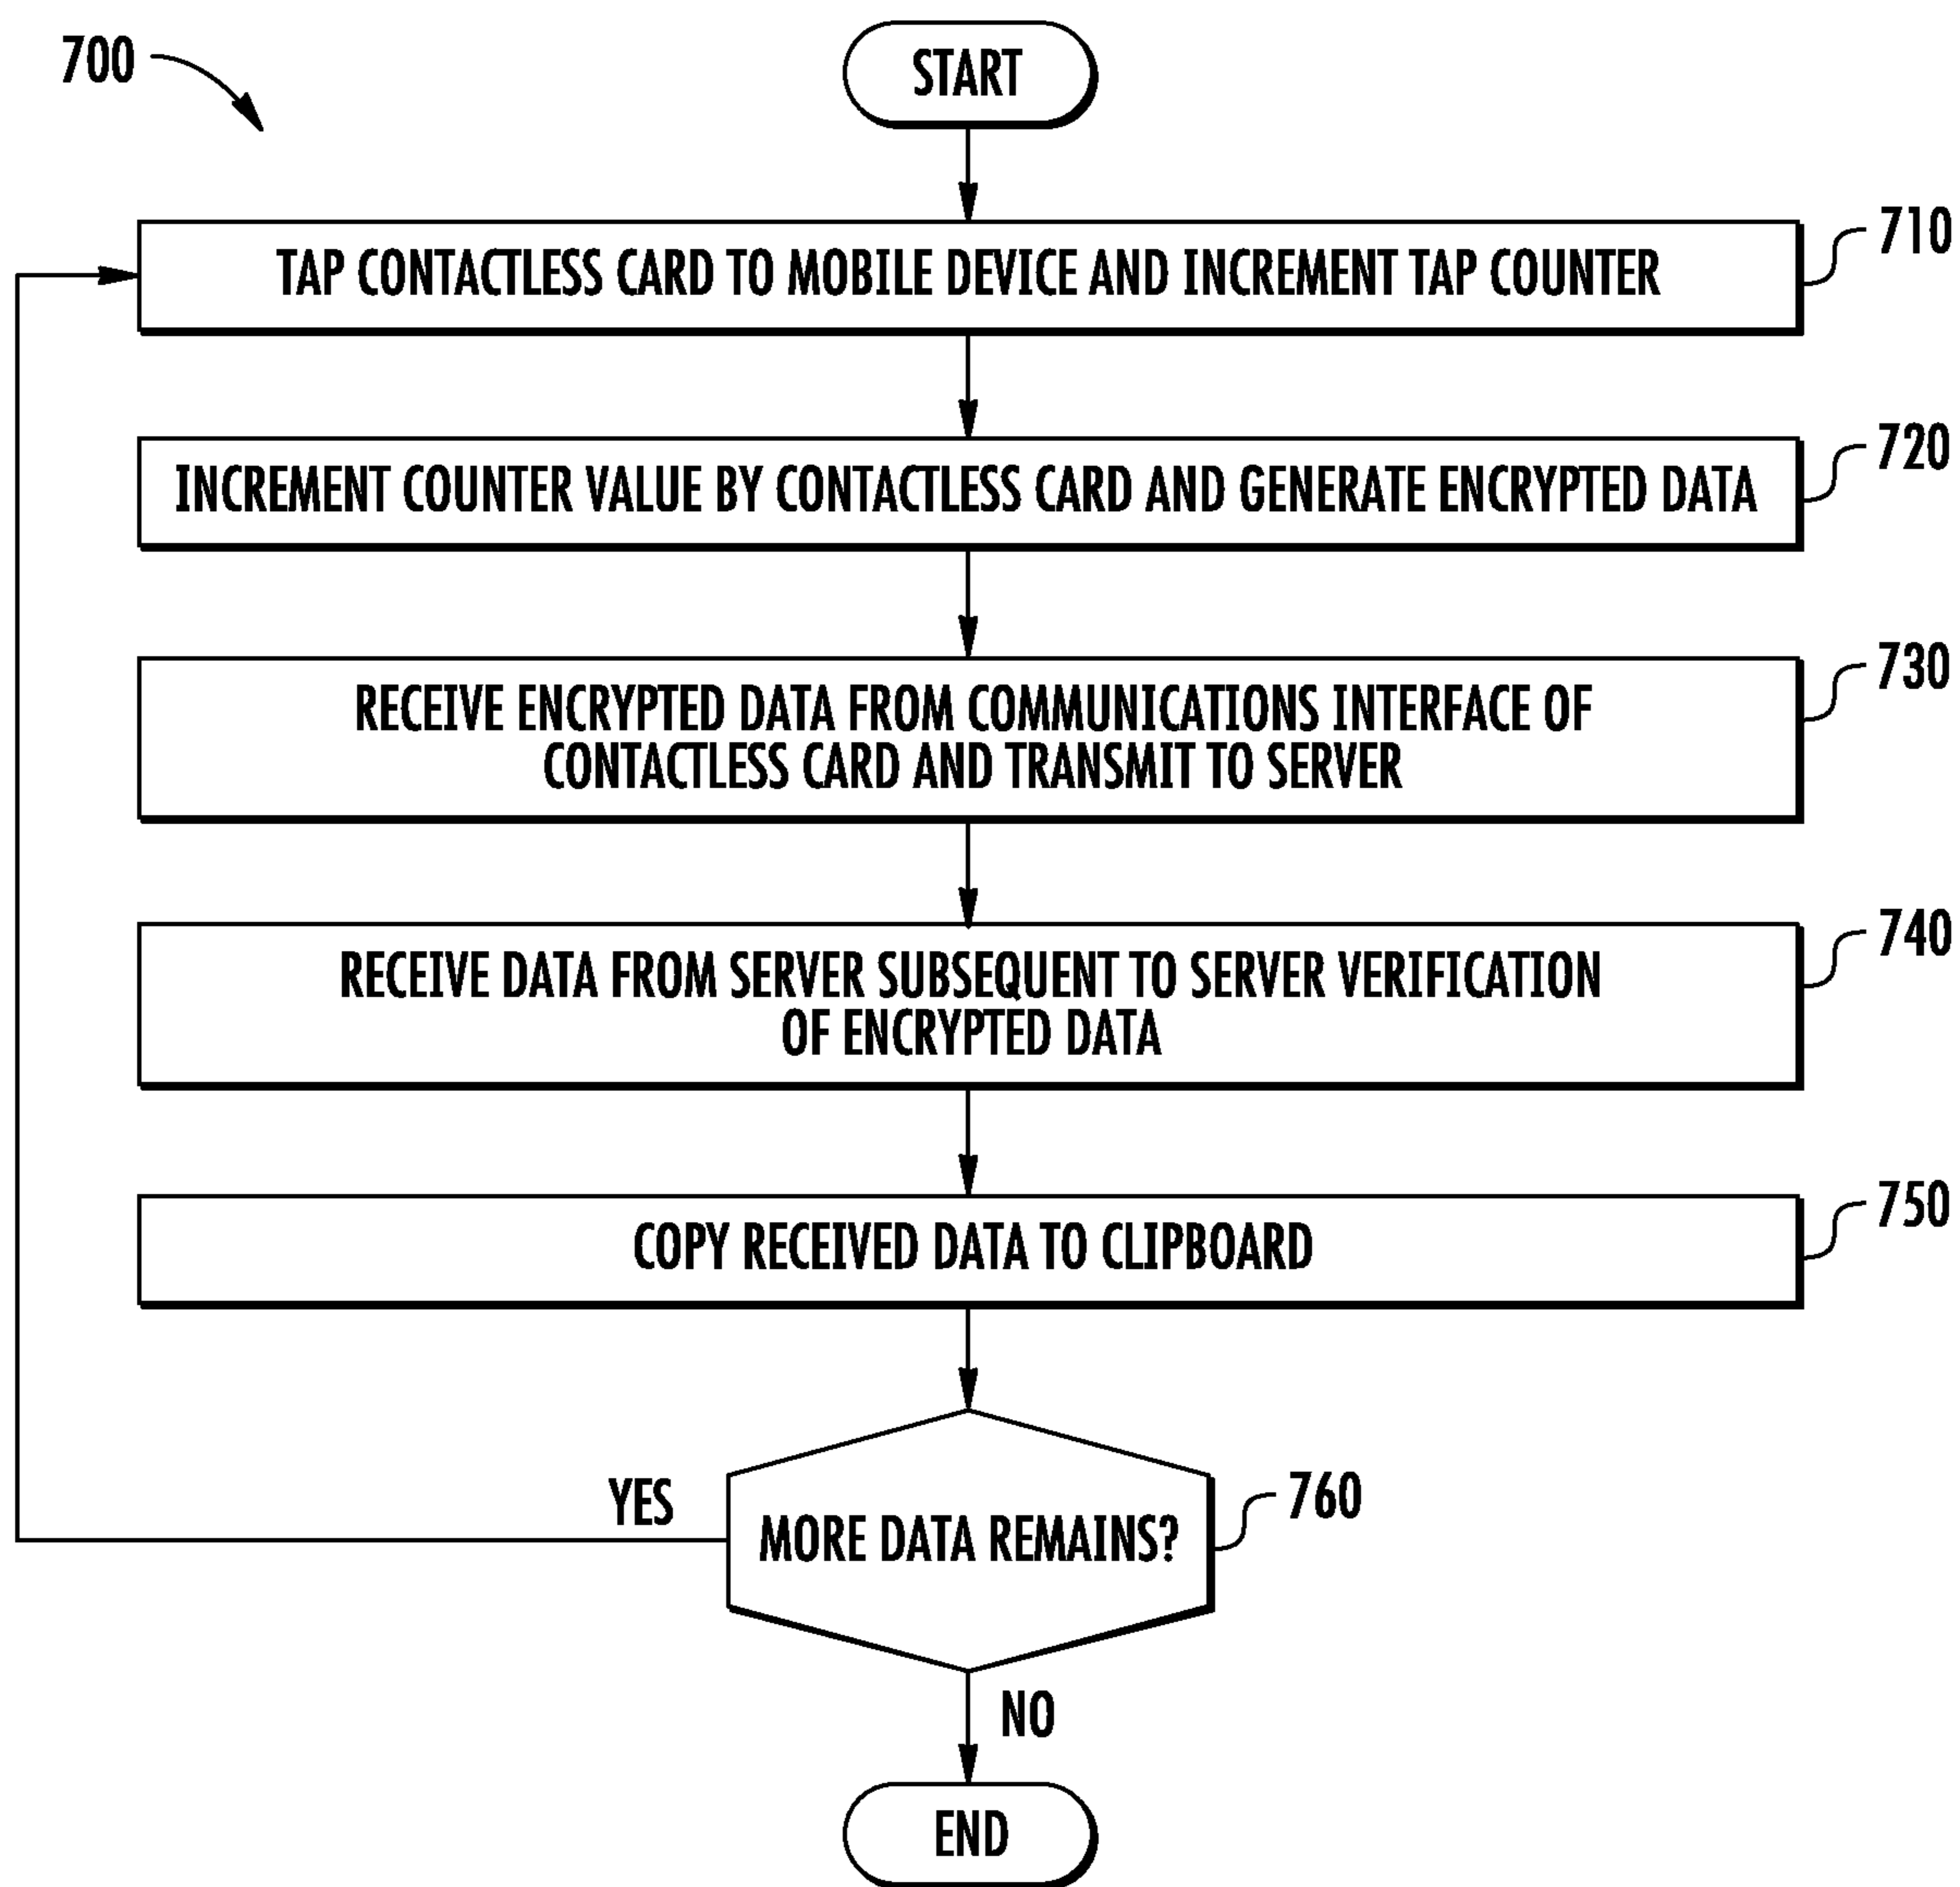 700
START
TAP CONTACTLESS CARD TO MOBILE DEVICE AND INCREMENT TAP COUNTER
710
INCREMENT COUNTER VALUE BY CONTACTLESS CARD AND GENERATE ENCRYPTED DATA
720
RECEIVE ENCRYPTED DATA FROM COMMUNICATIONS INTERFACE OF
CONTACTLESS CARD AND TRANSMIT TO SERVER
730
RECEIVE DATA FROM SERVER SUBSEQUENT TO SERVER VERIFICATION
OF ENCRYPTED DATA
740
COPY RECEIVED DATA TO CLIPBOARD
750
YES
MORE DATA REMAINS?
760
NO
END